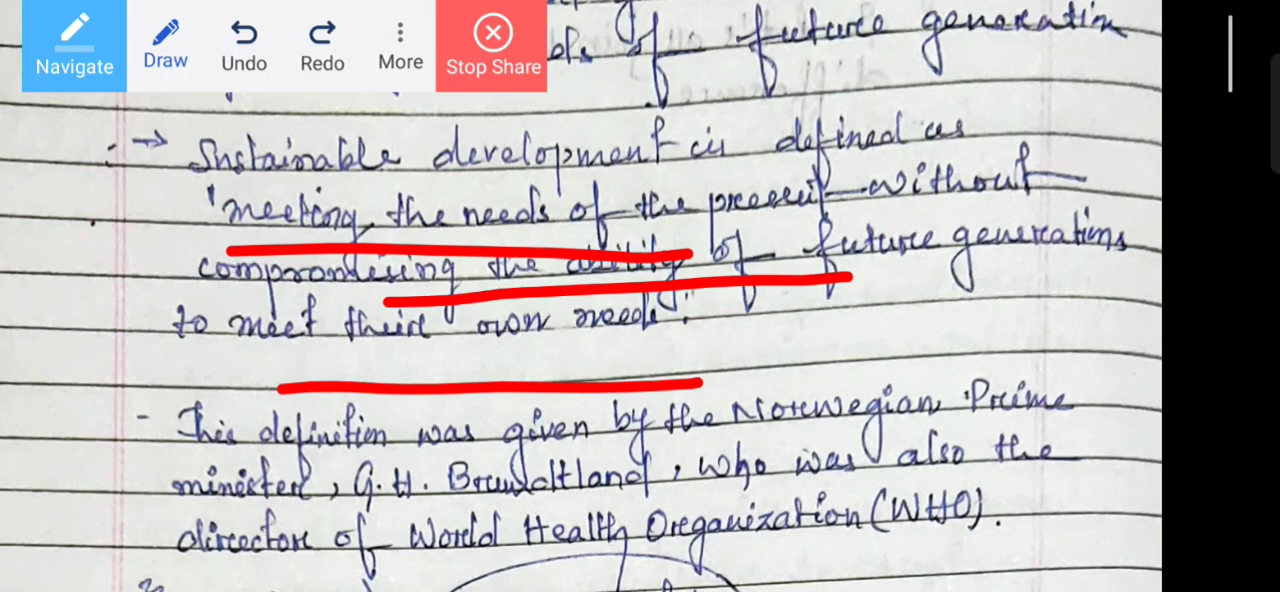 Navigate
Draw
Undo
Redo
More
Stop Share
of future generation
→ Sustainable development is defined as
"meeting the needs of the present without
compromising the ability of future generations
to meet their own needs".
- This definition was given by the Norwegian Prime
minister, G. H. Brundtland, who was also the
director of World Health Organization (WHO).